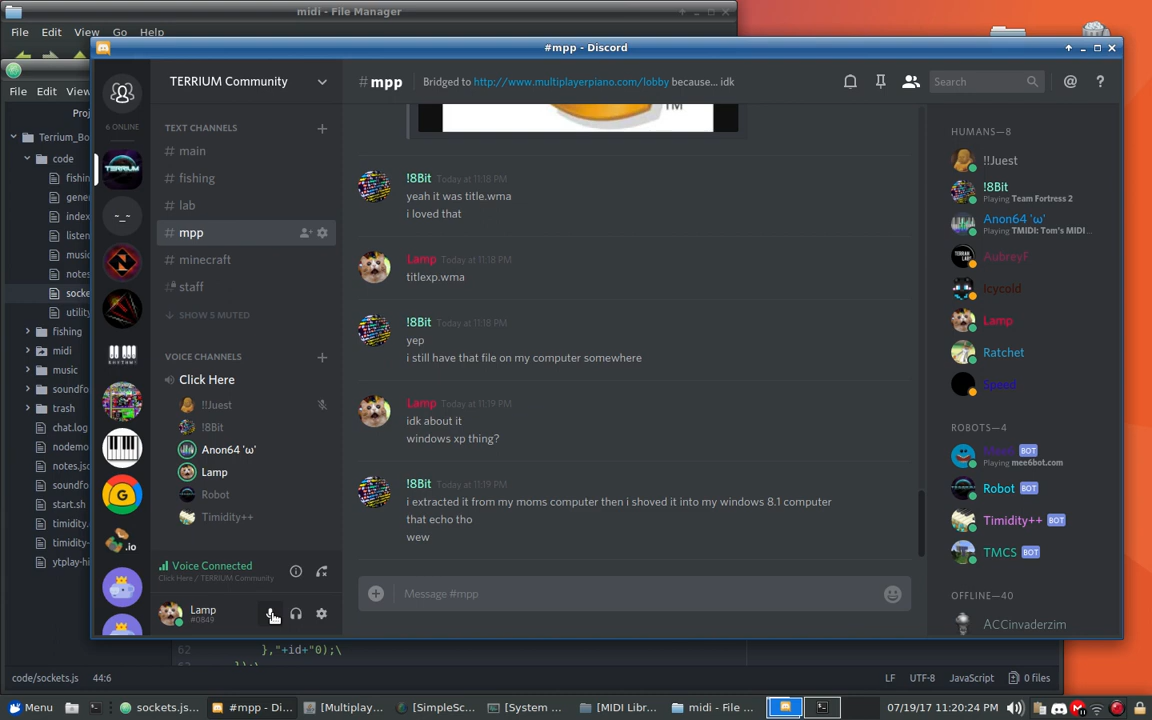 midi - File Manager
File Edit View Go Help
#mpp - Discord
File Edit View
Proj
Terrium_Bo
code
fishin
gene
index
listen
music
notes
socke
utility
fishing
midi
music
soundfo
trash
chat.log
nodemo
notes.jso
soundfo
start.sh
timidity.
timidity-
ytplay-hi
6 ONLINE
TERRIUM
~_~
G
.io
TERRIUM Community
TEXT CHANNELS
# main
# fishing
# lab
# mpp
# minecraft
# staff
SHOW 5 MUTED
VOICE CHANNELS
Click Here
!!Juest
!8Bit
Anon64 'ω'
Lamp
Robot
Timidity++
Voice Connected
Click Here / TERRIUM Community
Lamp
#0849
#mpp Bridged to http://www.multiplayerpiano.com/lobby because... idk
Search
@ ?
TM
!8Bit Today at 11:18 PM
yeah it was title.wma
i loved that
Lamp Today at 11:18 PM
titlexp.wma
!8Bit Today at 11:18 PM
yep
i still have that file on my computer somewhere
Lamp Today at 11:19 PM
idk about it
windows xp thing?
!8Bit Today at 11:19 PM
i extracted it from my moms computer then i shoved it into my windows 8.1 computer
that echo tho
wew
Message #mpp
HUMANS—8
!!Juest
!8Bit
Playing Team Fortress 2
Anon64 'ω'
Playing TMIDI: Tom's MIDI ...
AubreyF
Icycold
Lamp
Ratchet
Speed
ROBOTS—4
Mee6 BOT
Playing mee6bot.com
Robot BOT
Timidity++ BOT
TMCS BOT
OFFLINE—40
ACCinvaderzim
62 },"+id+"0);\
code/sockets.js 44:6
LF UTF-8 JavaScript 0 files
Menu
sockets.js...
#mpp - Di...
[Multiplay...
[SimpleSc...
[System ...
[MIDI Libr...
midi - File ...
07/19/17 11:20:24 PM